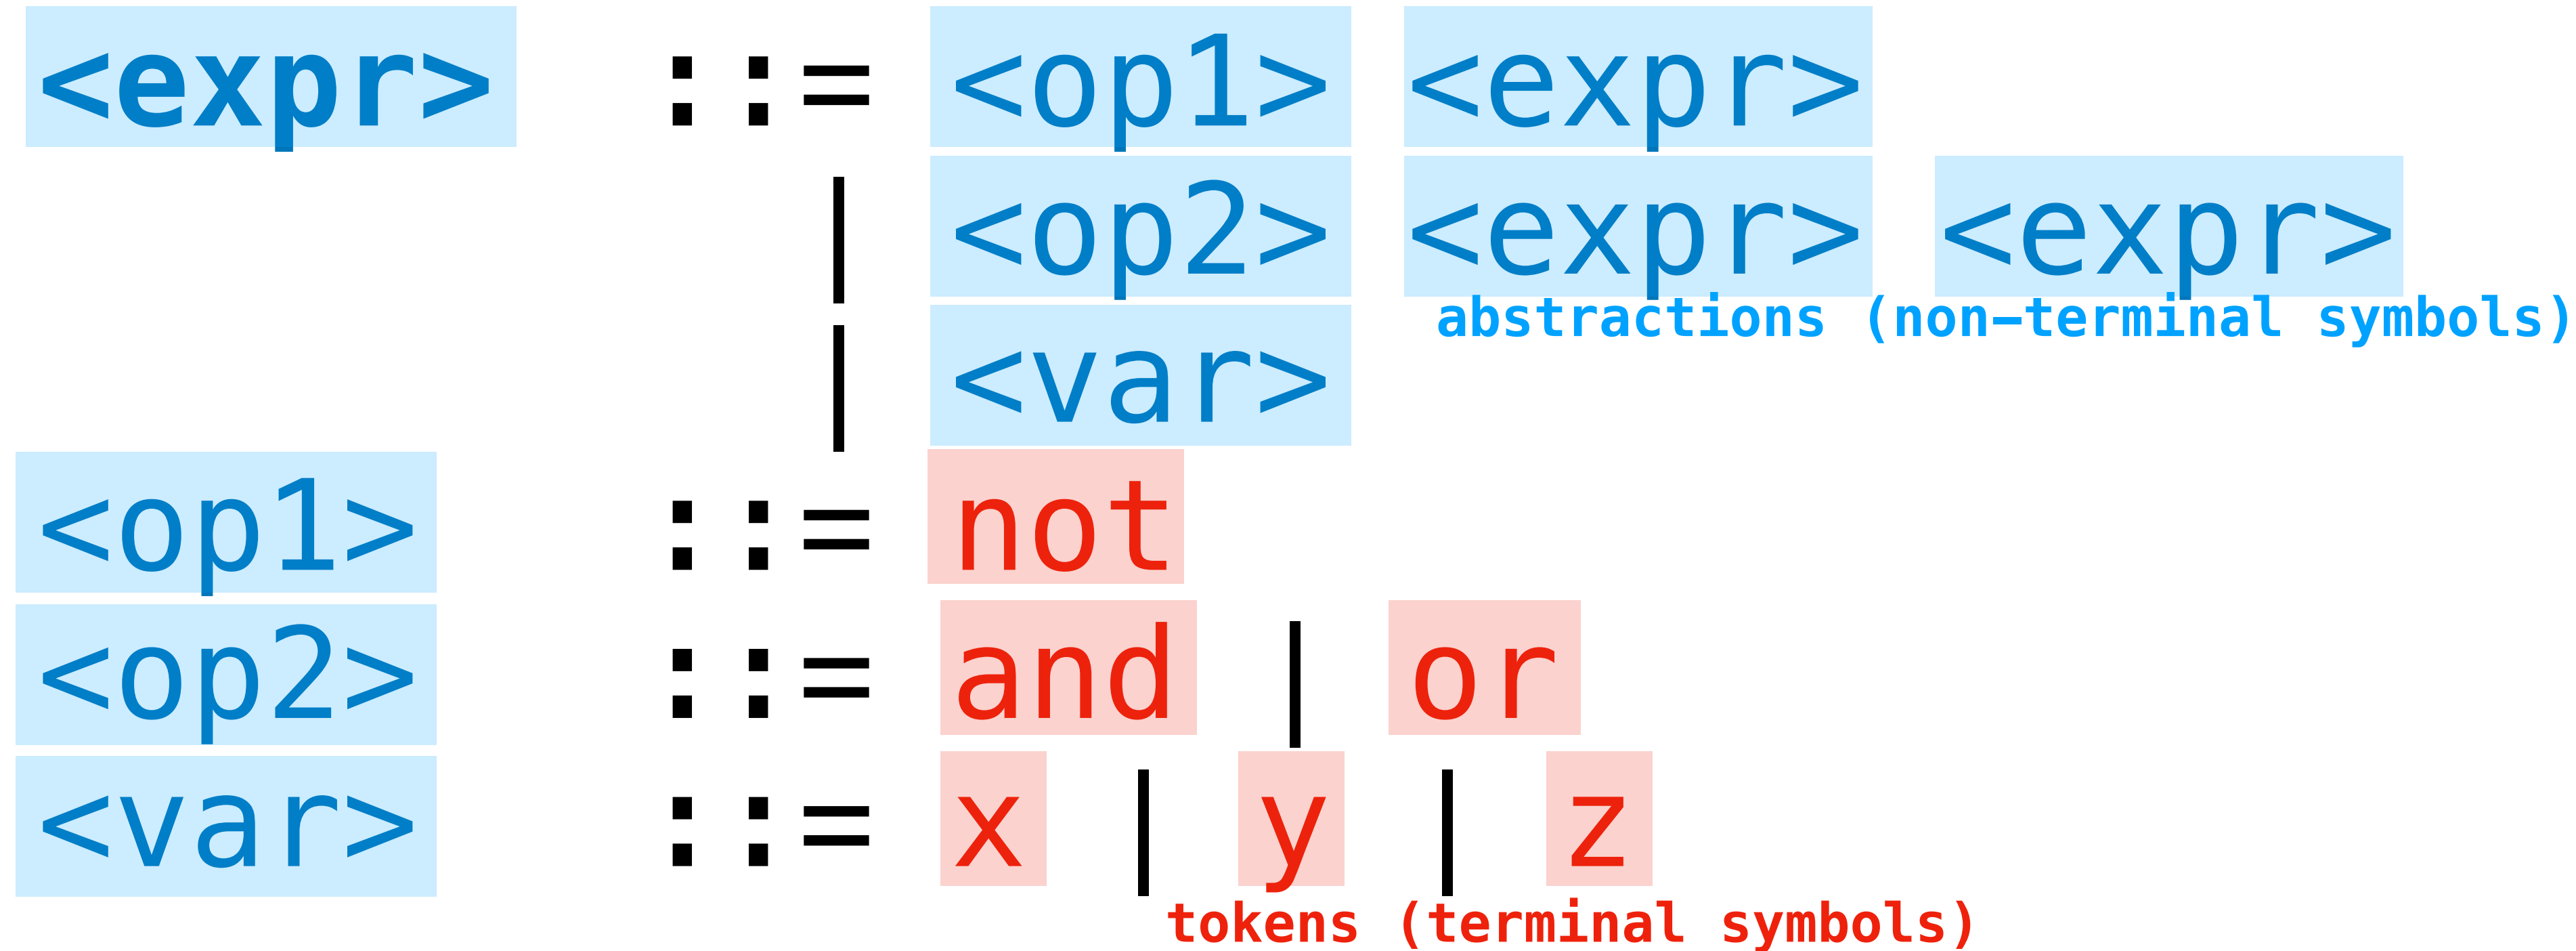 <expr> ::= <op1> <expr>
| <op2> <expr> <expr>
abstractions (non-terminal symbols)
| <var>
<op1> ::= not
<op2> ::= and | or
<var> ::= x | y | z
tokens (terminal symbols)